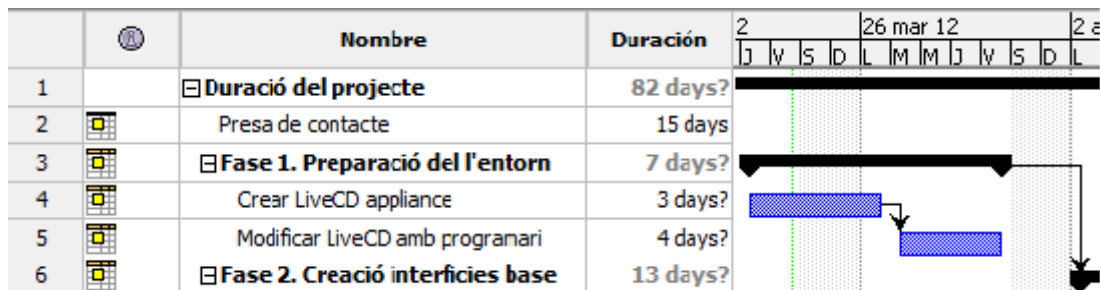 Nombre Duración 2 26 mar 12 2 a
J V S D L M M J V S D L
1 Duració del projecte 82 days?
2 Presa de contacte 15 days
3 Fase 1. Preparació del l'entorn 7 days?
4 Crear LiveCD appliance 3 days?
5 Modificar LiveCD amb programari 4 days?
6 Fase 2. Creació interfícies base 13 days?